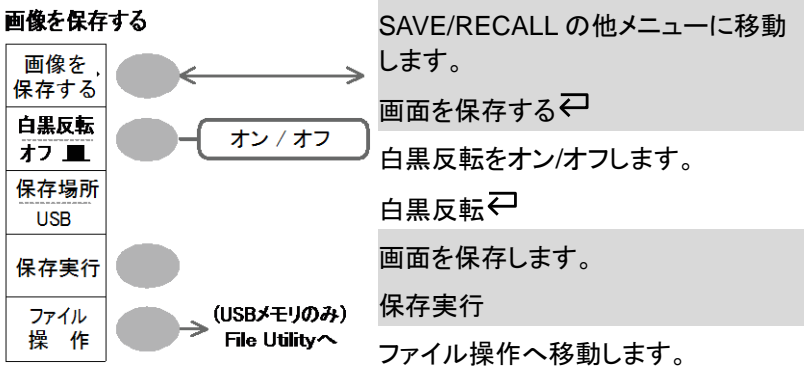 画像を保存する
画像を
保存する
白黒反転
オフ
オン / オフ
保存場所
USB
保存実行
ファイル
操 作
(USBメモリのみ)
File Utilityへ
SAVE/RECALL の他メニューに移動
します。
画面を保存する
白黒反転をオン/オフします。
白黒反転
画面を保存します。
保存実行
ファイル操作へ移動します。